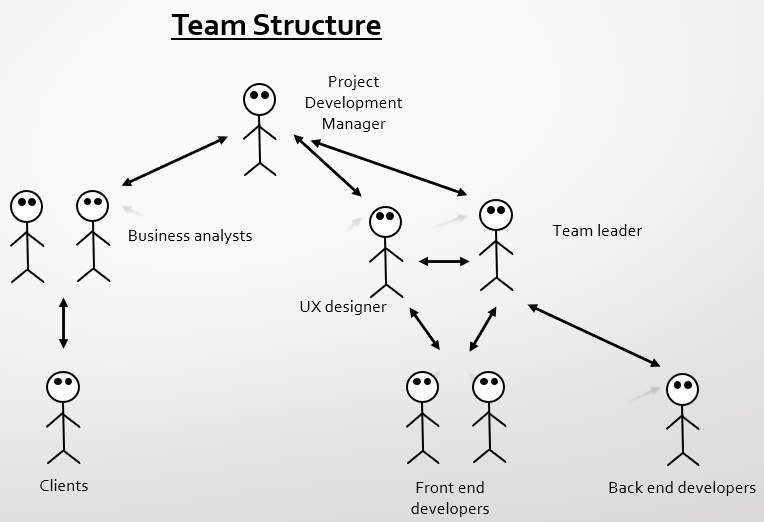 Team Structure
Project
Development
Manager
Business analysts
Team leader
UX designer
Clients
Front end
developers
Back end developers